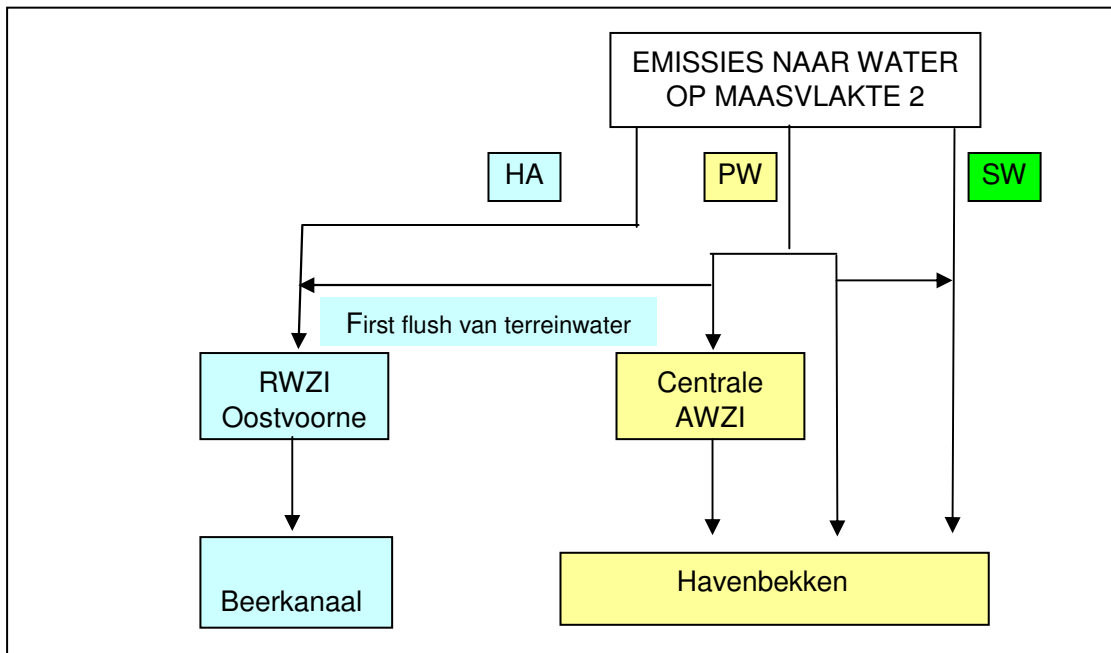 EMISSIES NAAR WATER
OP MAASVLAKTE 2
HA
PW
SW
First flush van terreinwater
RWZI
Oostvoorne
Centrale
AWZI
Beerkanaal
Havenbekken